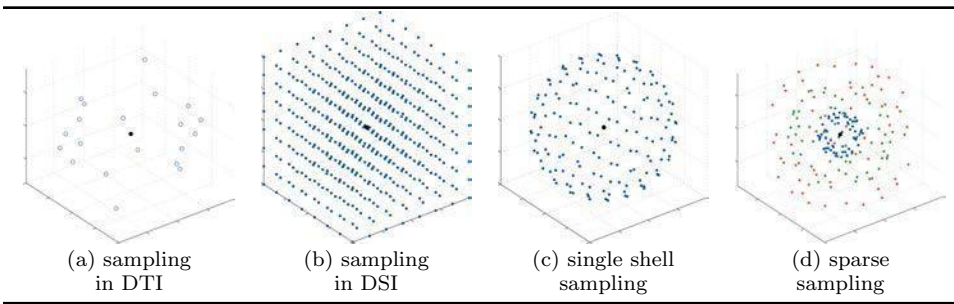 (a) sampling
in DTI
(b) sampling
in DSI
(c) single shell
sampling
(d) sparse
sampling